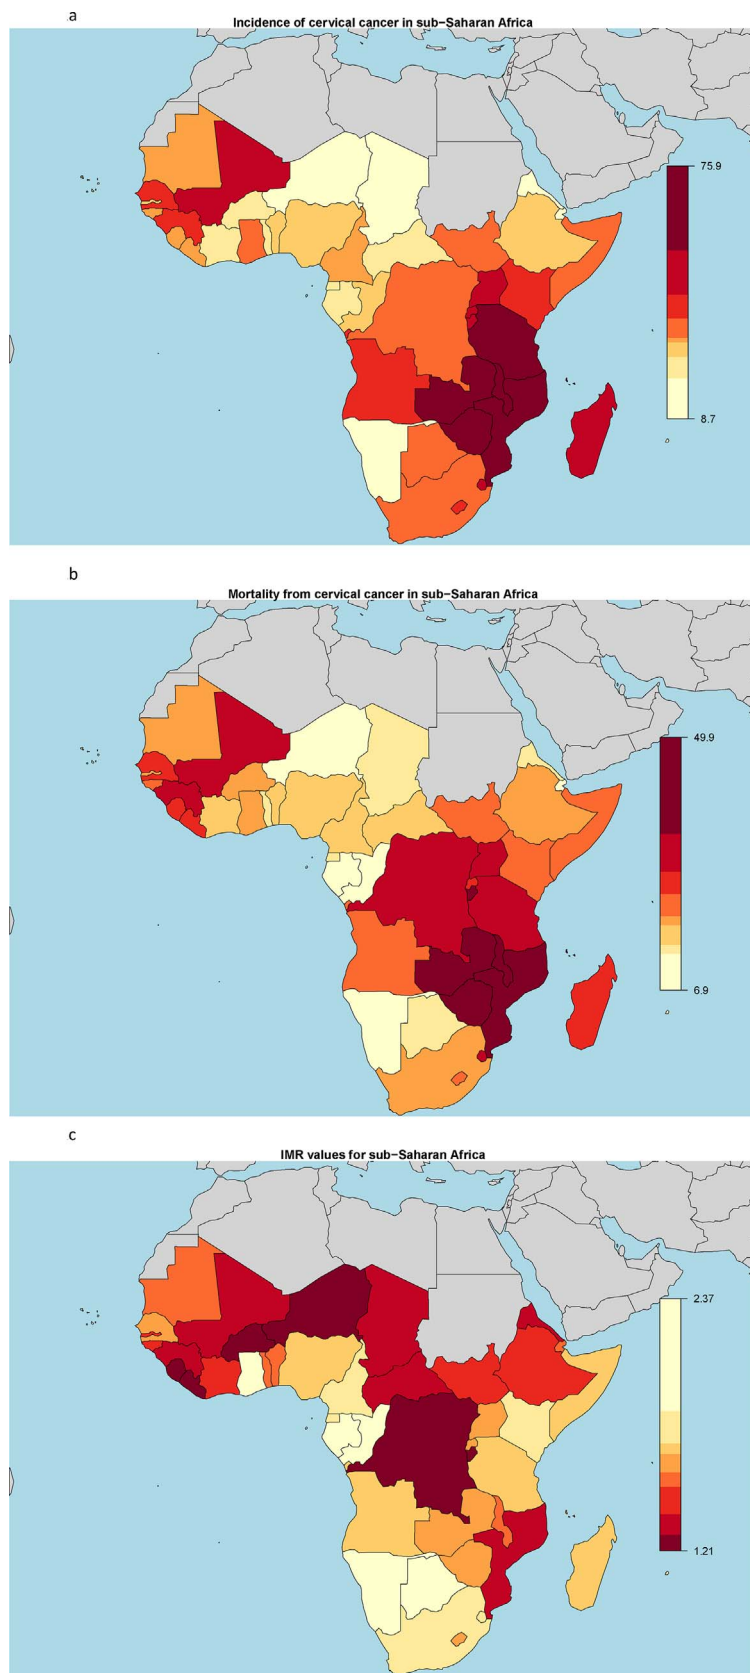 a
Incidence of cervical cancer in sub-Saharan Africa
75.9
8.7
b
Mortality from cervical cancer in sub-Saharan Africa
49.9
6.9
c
IMR values for sub-Saharan Africa
2.37
1.21